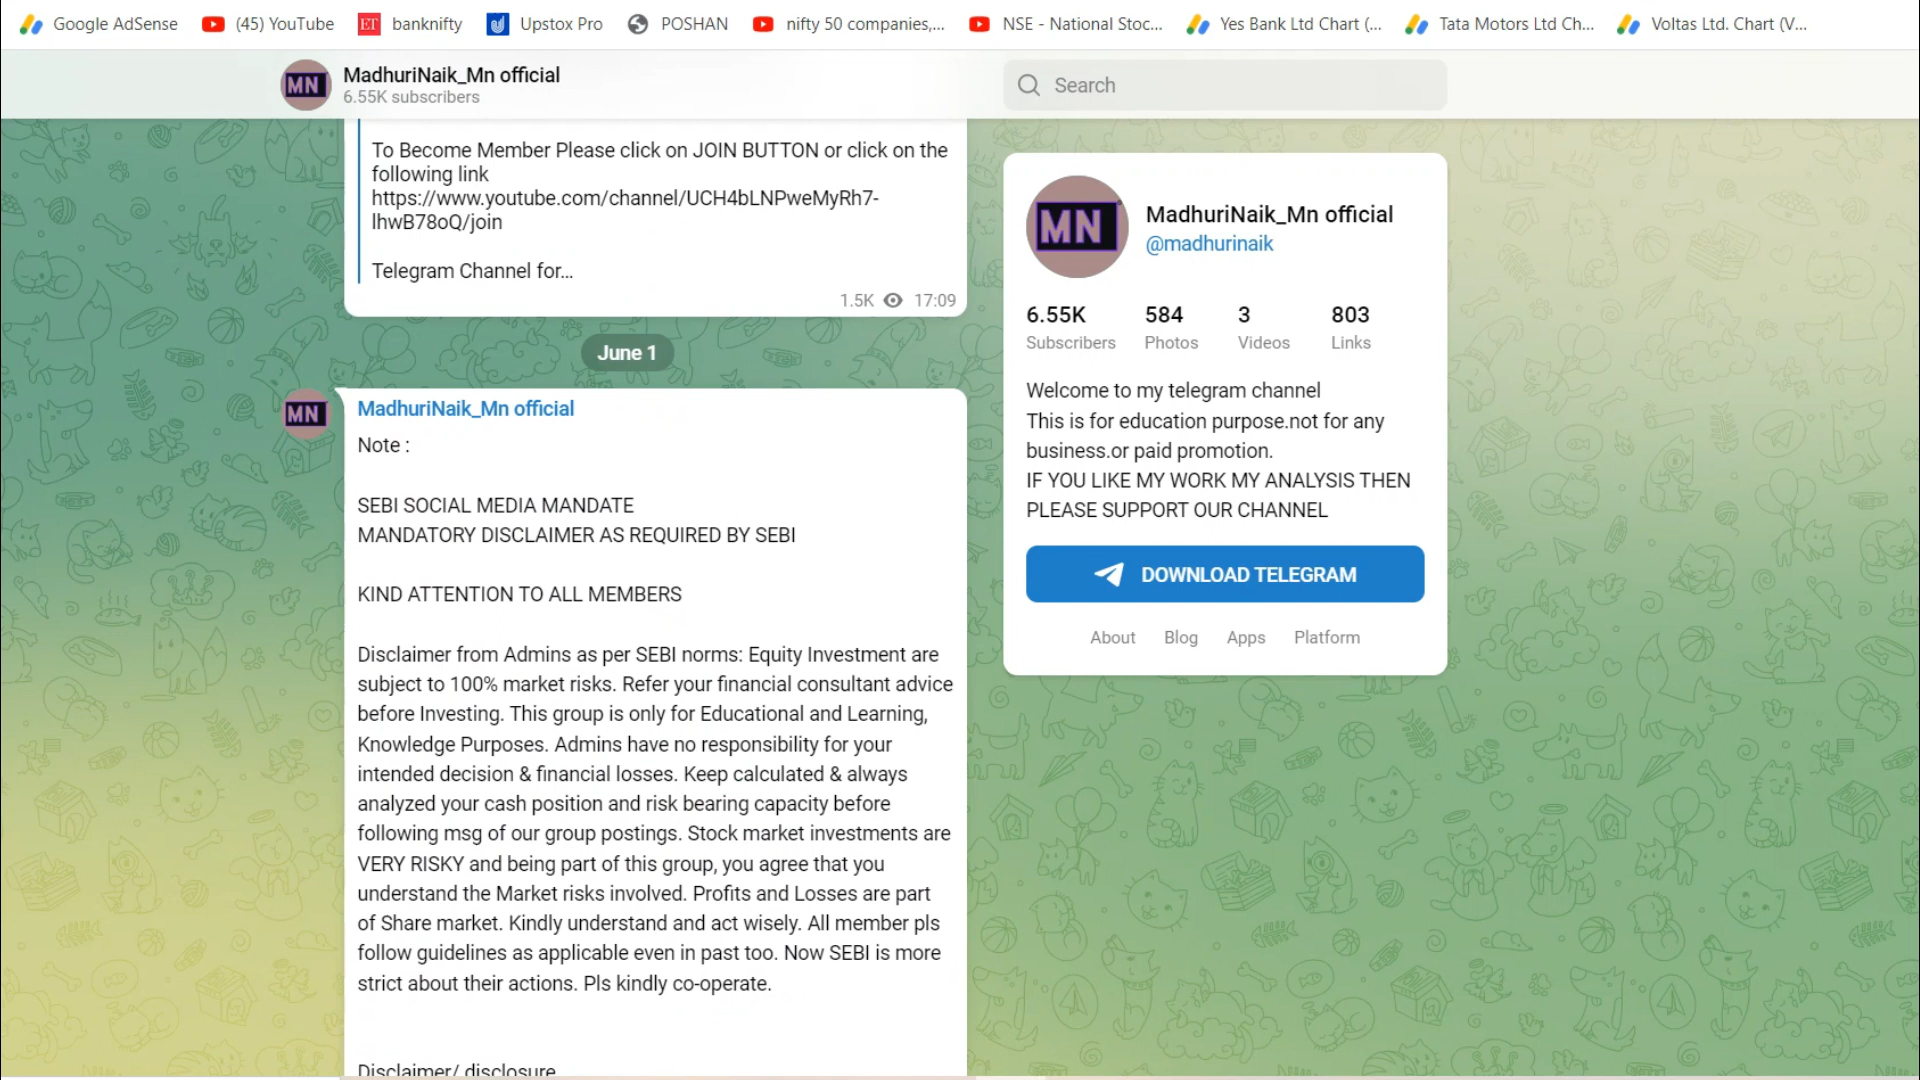 Google AdSense
(45) YouTube
ET
banknifty
Upstox Pro
POSHAN
nifty 50 companies,...
NSE - National Stoc...
Yes Bank Ltd Chart (...
Tata Motors Ltd Ch...
Voltas Ltd. Chart (V...
MN
MadhuriNaik_Mn official
6.55K subscribers
Search
To Become Member Please click on JOIN BUTTON or click on the
following link
https://www.youtube.com/channel/UCH4bLNPweMyRh7-
lhwB78oQ/join
Telegram Channel for...
1.5K 17:09
June 1
MN
MadhuriNaik_Mn official
Note :
SEBI SOCIAL MEDIA MANDATE
MANDATORY DISCLAIMER AS REQUIRED BY SEBI
KIND ATTENTION TO ALL MEMBERS
Disclaimer from Admins as per SEBI norms: Equity Investment are
subject to 100% market risks. Refer your financial consultant advice
before Investing. This group is only for Educational and Learning,
Knowledge Purposes. Admins have no responsibility for your
intended decision & financial losses. Keep calculated & always
analyzed your cash position and risk bearing capacity before
following msg of our group postings. Stock market investments are
VERY RISKY and being part of this group, you agree that you
understand the Market risks involved. Profits and Losses are part
of Share market. Kindly understand and act wisely. All member pls
follow guidelines as applicable even in past too. Now SEBI is more
strict about their actions. Pls kindly co-operate.
Disclaimer/ disclosure
MN
MadhuriNaik_Mn official
@madhurinaik
6.55K 584 3 803
Subscribers Photos Videos Links
Welcome to my telegram channel
This is for education purpose.not for any
business.or paid promotion.
IF YOU LIKE MY WORK MY ANALYSIS THEN
PLEASE SUPPORT OUR CHANNEL
DOWNLOAD TELEGRAM
About Blog Apps Platform